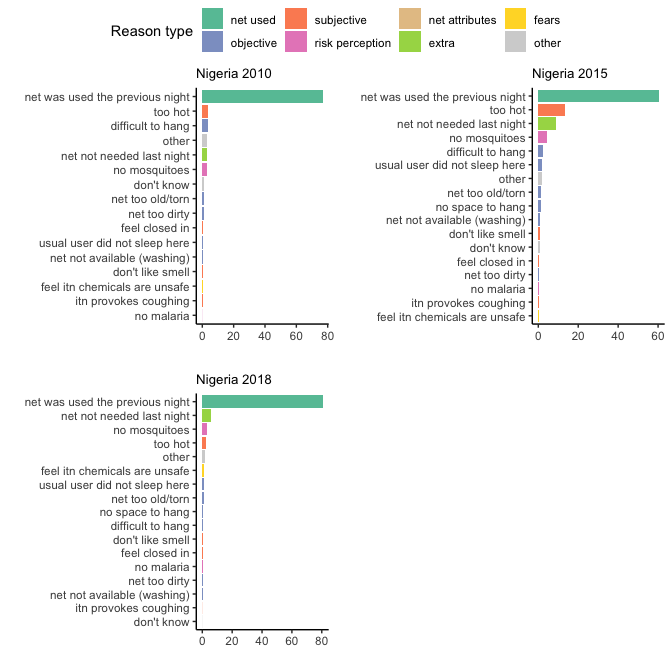 Reason type
net used
subjective
net attributes
fears
objective
risk perception
extra
other
Nigeria 2010
net was used the previous night
too hot
difficult to hang
other
net not needed last night
no mosquitoes
don't know
net too old/torn
net too dirty
feel closed in
usual user did not sleep here
net not available (washing)
don't like smell
feel itn chemicals are unsafe
itn provokes coughing
no malaria
0 20 40 60 80
Nigeria 2015
net was used the previous night
too hot
net not needed last night
no mosquitoes
difficult to hang
usual user did not sleep here
other
net too old/torn
no space to hang
net not available (washing)
don't like smell
don't know
feel closed in
net too dirty
no malaria
itn provokes coughing
feel itn chemicals are unsafe
0 20 40 60
Nigeria 2018
net was used the previous night
net not needed last night
no mosquitoes
too hot
other
feel itn chemicals are unsafe
usual user did not sleep here
net too old/torn
no space to hang
difficult to hang
don't like smell
feel closed in
no malaria
net too dirty
net not available (washing)
itn provokes coughing
don't know
0 20 40 60 80